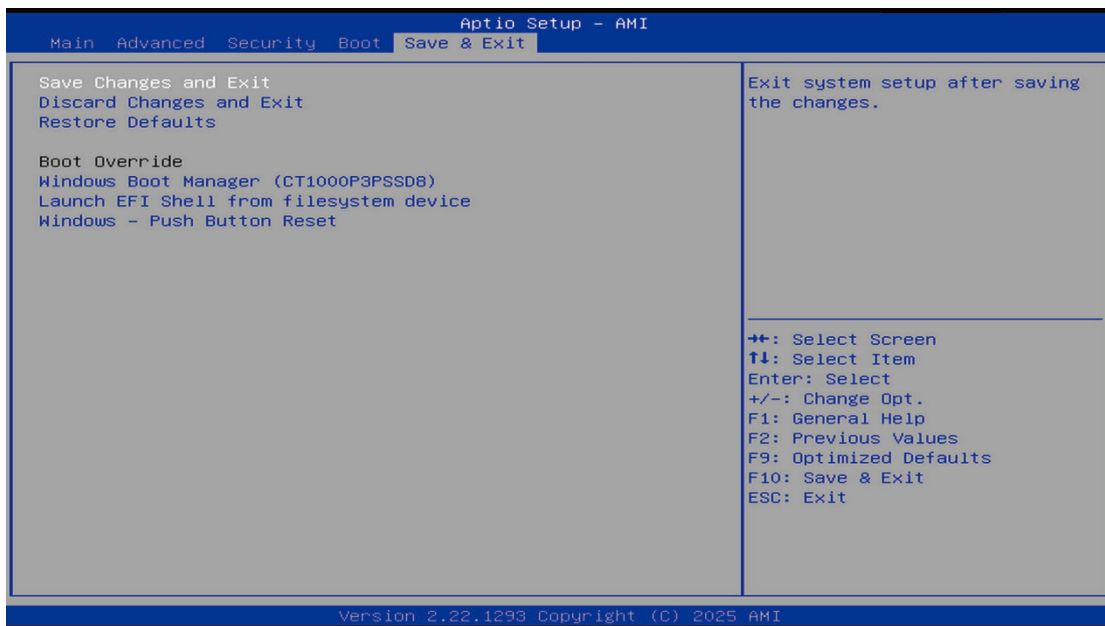 Aptio Setup – AMI
Main Advanced Security Boot Save & Exit
Save Changes and Exit
Discard Changes and Exit
Restore Defaults
Boot Override
Windows Boot Manager (CT1000P3PSSD8)
Launch EFI Shell from filesystem device
Windows – Push Button Reset
Exit system setup after saving
the changes.
→←: Select Screen
↑↓: Select Item
Enter: Select
+/-: Change Opt.
F1: General Help
F2: Previous Values
F9: Optimized Defaults
F10: Save & Exit
ESC: Exit
Version 2.22.1293 Copyright (C) 2025 AMI